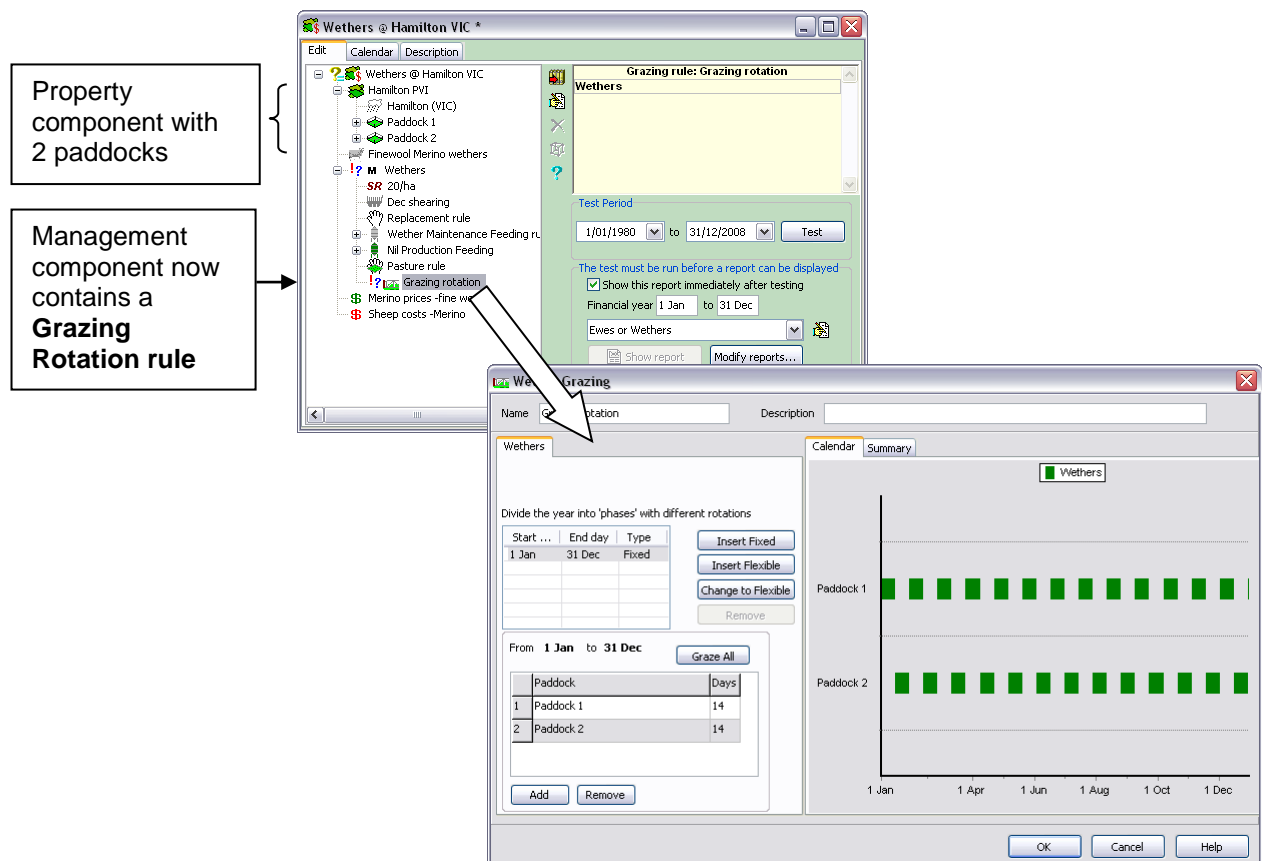 Wethers @ Hamilton VIC *
Edit Calendar Description
Property
component with
2 paddocks
Management
component now
contains a
Grazing
Rotation rule
Wethers @ Hamilton VIC
Hamilton PVI
Hamilton (VIC)
Paddock 1
Paddock 2
Finewool Merino wethers
M Wethers
SR 20/ha
Dec shearing
Replacement rule
Wether Maintenance Feeding ru
Nil Production Feeding
Pasture rule
Grazing rotation
Merino prices -fine we
Sheep costs -Merino
Grazing rule: Grazing rotation
Wethers
Test Period
1/01/1980 to 31/12/2008 Test
The test must be run before a report can be displayed
Show this report immediately after testing
Financial year 1 Jan to 31 Dec
Ewes or Wethers
Show report Modify reports...
Grazing
Name Description
Wethers
Divide the year into 'phases' with different rotations
Start ... End day Type
1 Jan 31 Dec Fixed
Insert Fixed
Insert Flexible
Change to Flexible
Remove
From 1 Jan to 31 Dec Graze All
Paddock Days
1 Paddock 1 14
2 Paddock 2 14
Add Remove
Calendar Summary
Wethers
Paddock 1
Paddock 2
1 Jan 1 Apr 1 Jun 1 Aug 1 Oct 1 Dec
OK Cancel Help